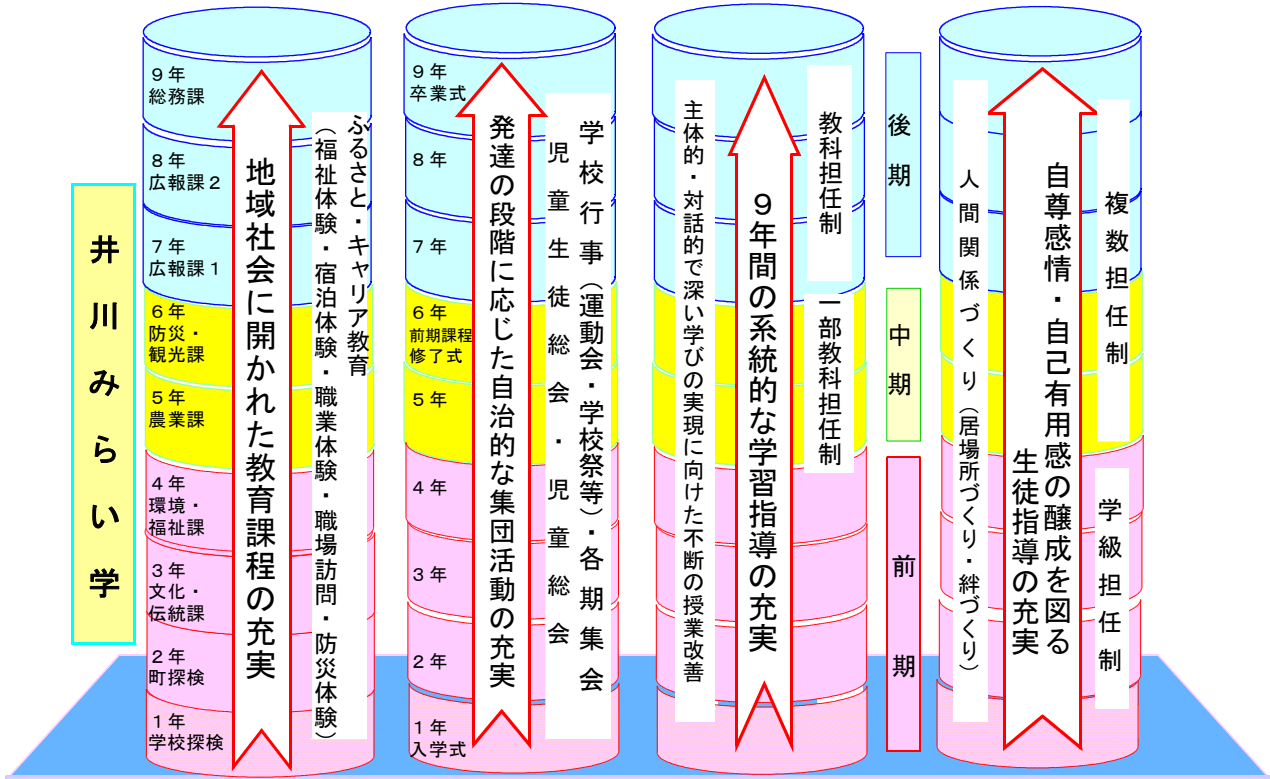 井川みらい学
9年
総務課
8年
広報課2
7年
広報課1
6年
防災・
観光課
5年
農業課
4年
環境・
福祉課
3年
文化・
伝統課
2年
町探検
1年
学校探検
地域社会に開かれた教育課程の充実
ふるさと・キャリア教育
(福祉体験・宿泊体験・職業体験・職場訪問・防災体験)
9年
卒業式
8年
7年
6年
前期課程
修了式
5年
4年
3年
2年
1年
入学式
発達の段階に応じた自治的な集団活動の充実
学校行事(運動会・学校祭等)・各期集会
児童生徒総会・児童総会
主体的・対話的で深い学びの実現に向けた不断の授業改善
9年間の系統的な学習指導の充実
教科担任制
一部教科担任制
後期
中期
前期
人間関係づくり(居場所づくり・絆づくり)
自尊感情・自己有用感の醸成を図る
生徒指導の充実
複数担任制
学級担任制